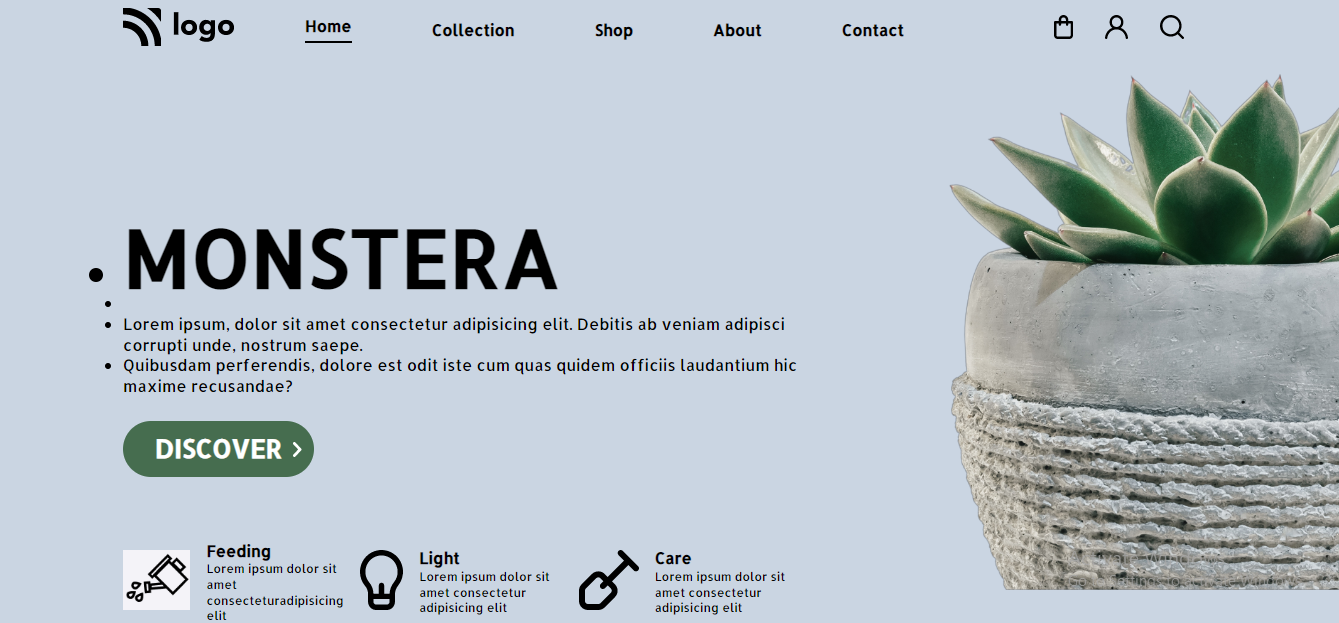 logo
Home
Collection
Shop
About
Contact
MONSTERA
Lorem ipsum, dolor sit amet consectetur adipisicing elit. Debitis ab veniam adipisci
corrupti unde, nostrum saepe.
Quibusdam perferendis, dolore est odit iste cum quas quidem officiis laudantium hic
maxime recusandae?
DISCOVER
Feeding
Lorem ipsum dolor sit
amet
consecteturadipisicing
elit
Light
Lorem ipsum dolor sit
amet consectetur
adipisicing elit
Care
Lorem ipsum dolor sit
amet consectetur
adipisicing elit